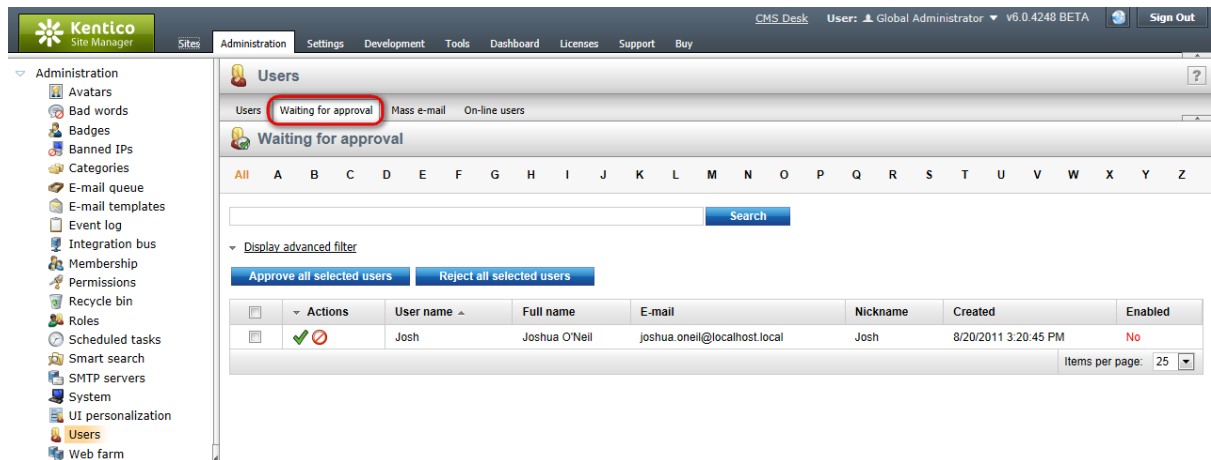 CMS Desk User: Global Administrator v6.0.4248 BETA Sign Out
Kentico
Site Manager
Sites Administration Settings Development Tools Dashboard Licenses Support Buy
Administration
Avatars
Bad words
Badges
Banned IPs
Categories
E-mail queue
E-mail templates
Event log
Integration bus
Membership
Permissions
Recycle bin
Roles
Scheduled tasks
Smart search
SMTP servers
System
UI personalization
Users
Web farm
Users ?
Users Waiting for approval Mass e-mail On-line users
Waiting for approval
All A B C D E F G H I J K L M N O P Q R S T U V W X Y Z
Search
Display advanced filter
Approve all selected users Reject all selected users
Actions User name Full name E-mail Nickname Created Enabled
Josh Joshua O'Neil joshua.oneil@localhost.local Josh 8/20/2011 3:20:45 PM No
Items per page: 25